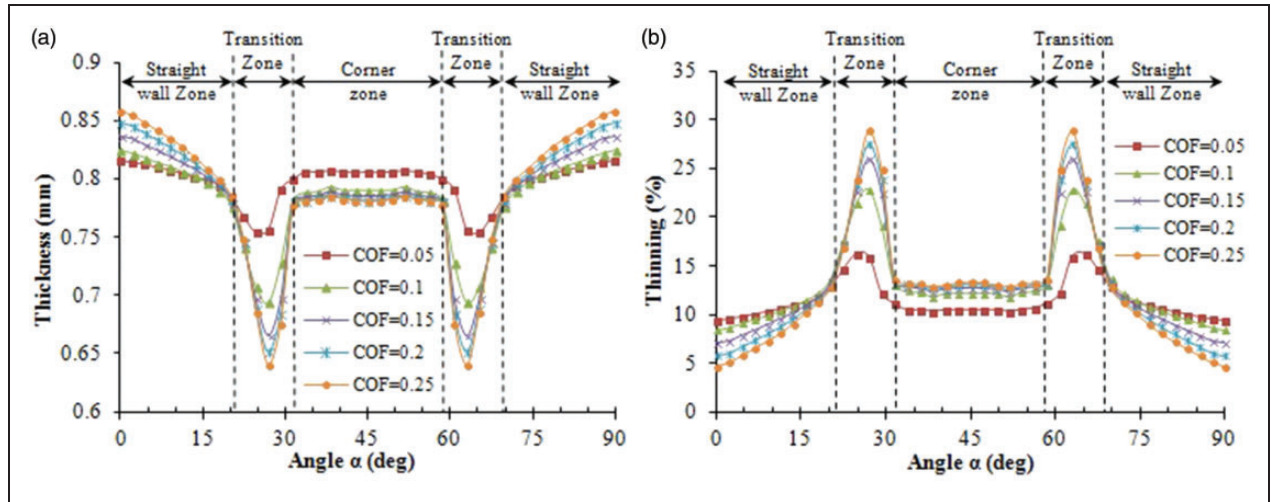 (a)
Transition
Zone
Transition
Zone
Straight
wall Zone
Corner
zone
Straight
wall Zone
0.9
0.85
0.8
0.75
0.7
0.65
0.6
Thickness (mm)
COF=0.05
COF=0.1
COF=0.15
COF=0.2
COF=0.25
0 15 30 45 60 75 90
Angle α (deg)
(b)
Transition
Zone
Transition
Zone
Straight
wall Zone
Corner
zone
Straight
wall Zone
35
30
25
20
15
10
5
0
Thinning (%)
COF=0.05
COF=0.1
COF=0.15
COF=0.2
COF=0.25
0 15 30 45 60 75 90
Angle α (deg)